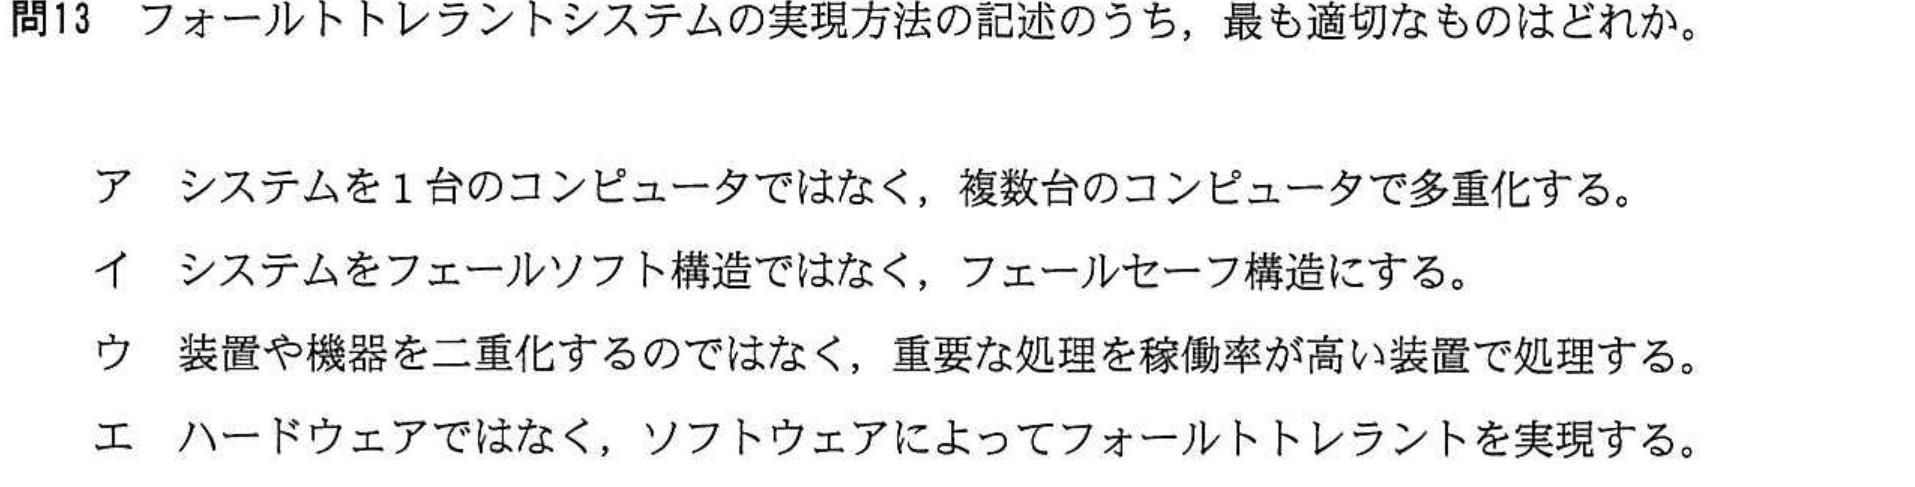 問13 フォールトトレラントシステムの実現方法の記述のうち，最も適切なものはどれか。
ア システムを1台のコンピュータではなく，複数台のコンピュータで多重化する。
イ システムをフェールソフト構造ではなく，フェールセーフ構造にする。
ウ 装置や機器を二重化するのではなく，重要な処理を稼働率が高い装置で処理する。
エ ハードウェアではなく，ソフトウェアによってフォールトトレラントを実現する。